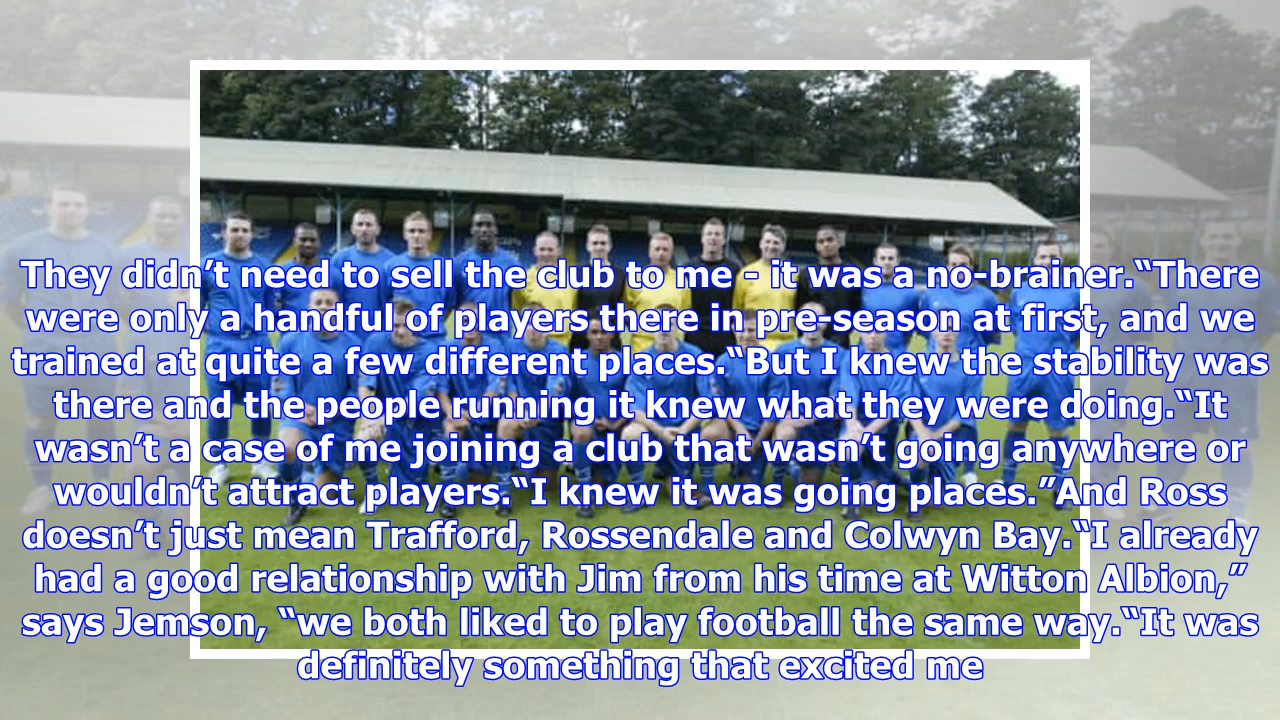 They didn’t need to sell the club to me - it was a no-brainer.“There
were only a handful of players there in pre-season at first, and we
trained at quite a few different places.“But I knew the stability was
there and the people running it knew what they were doing.“It
wasn’t a case of me joining a club that wasn’t going anywhere or
wouldn’t attract players.“I knew it was going places.”And Ross
doesn’t just mean Trafford, Rossendale and Colwyn Bay.“I already
had a good relationship with Jim from his time at Witton Albion,”
says Jemson, “we both liked to play football the same way.“It was
definitely something that excited me